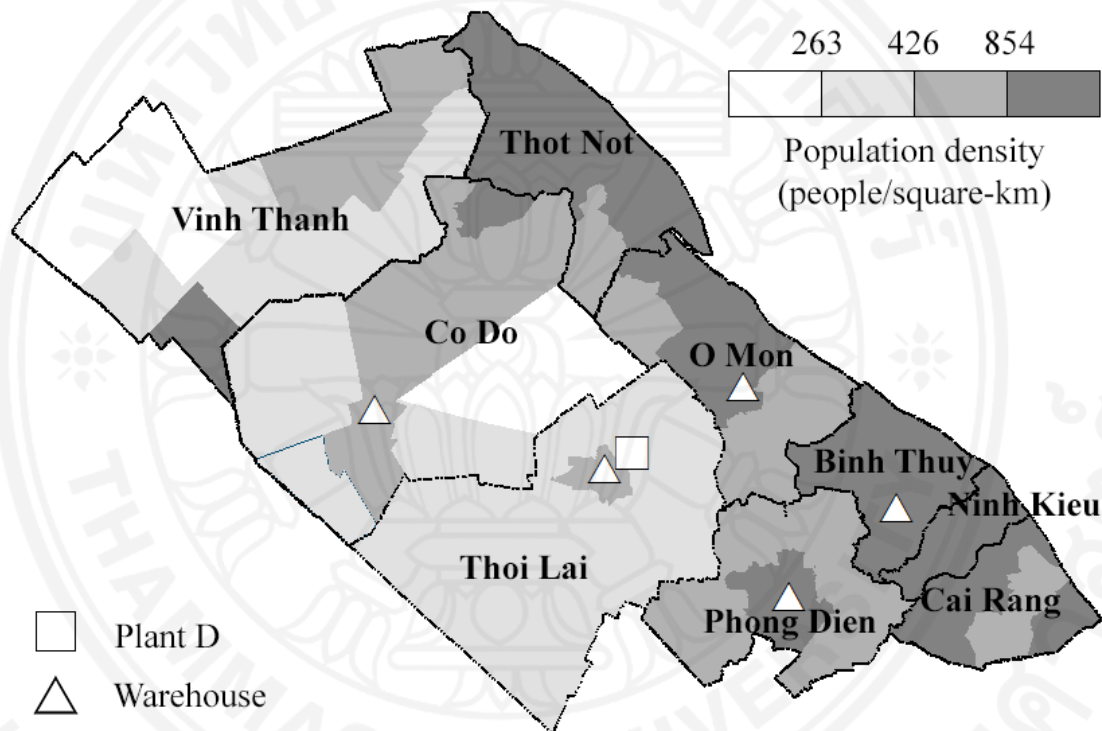 263 426 854
Population density
(people/square-km)
Thot Not
Vinh Thanh
Co Do
O Mon
Binh Thuy
Ninh Kieu
Thoi Lai
Cai Rang
Phong Dien
Plant D
Warehouse